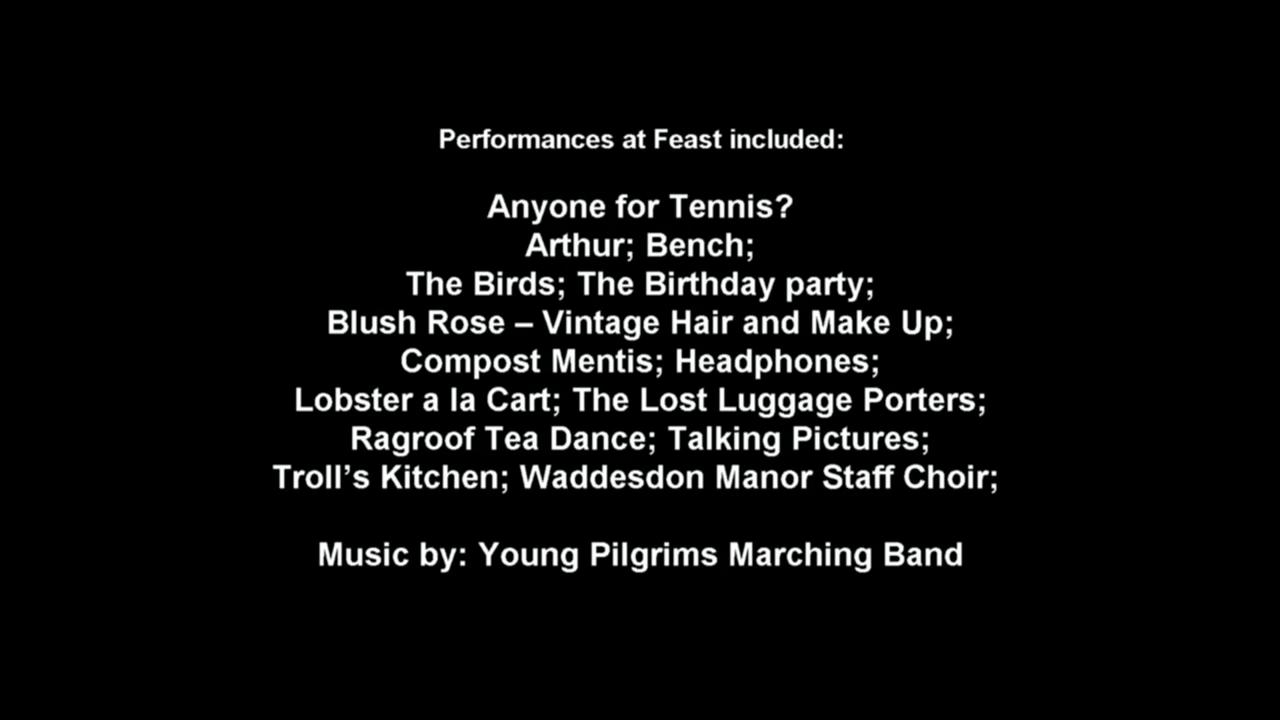 Performances at Feast included:
Anyone for Tennis?
Arthur; Bench;
The Birds; The Birthday party;
Blush Rose – Vintage Hair and Make Up;
Compost Mentis; Headphones;
Lobster a la Cart; The Lost Luggage Porters;
Ragroof Tea Dance; Talking Pictures;
Troll’s Kitchen; Waddesdon Manor Staff Choir;
Music by: Young Pilgrims Marching Band